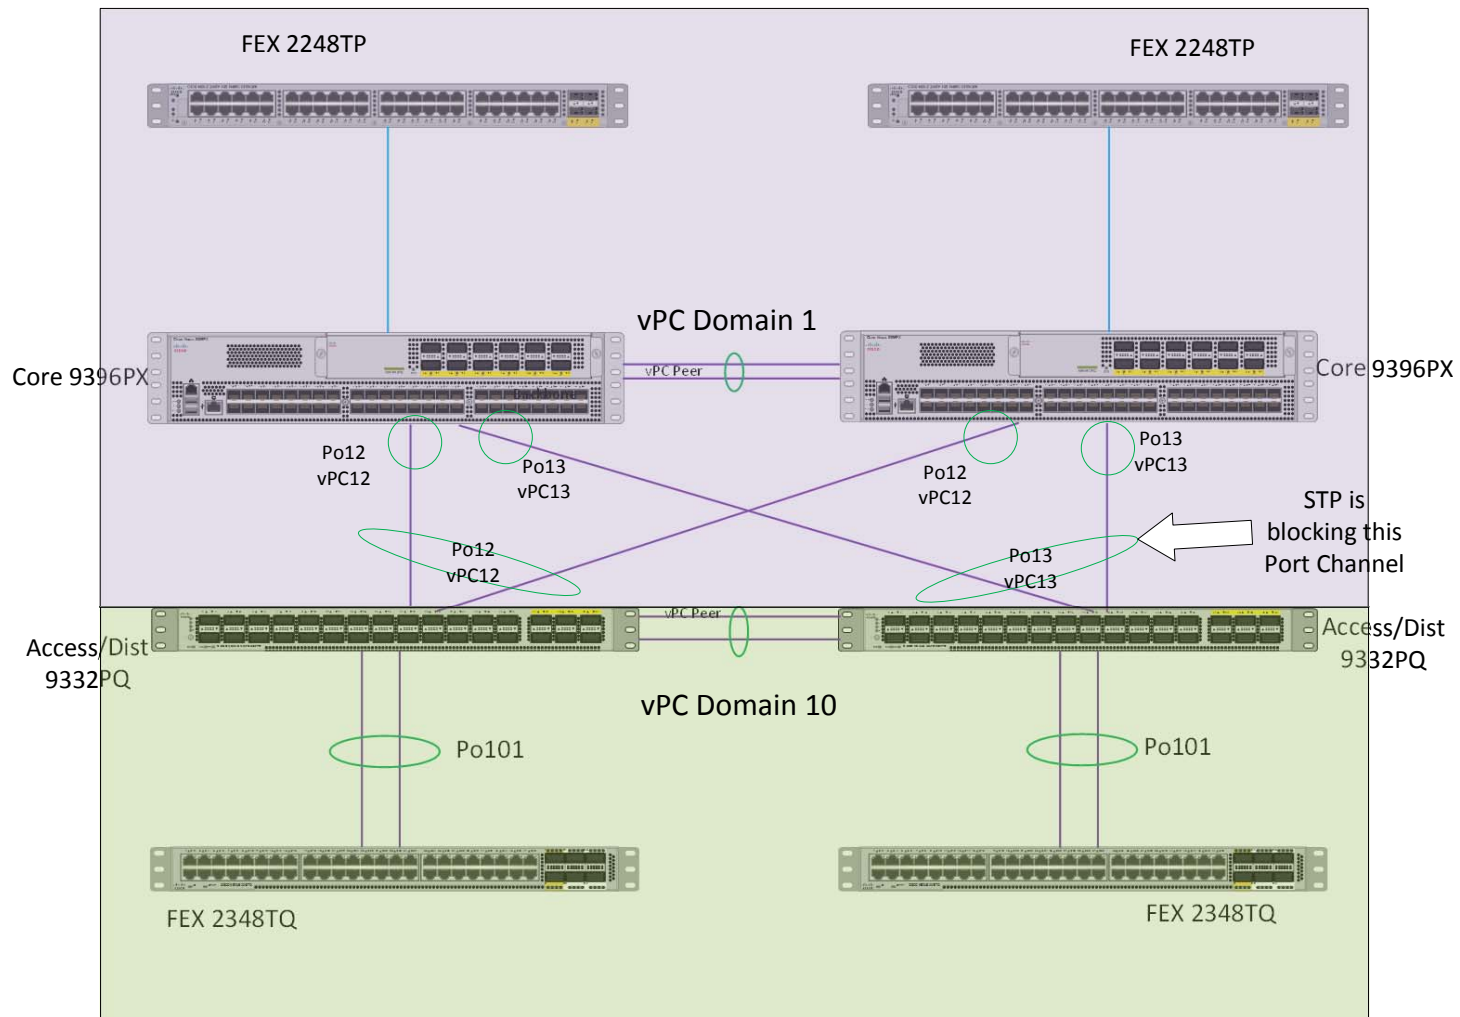 FEX 2248TP
FEX 2248TP
vPC Domain 1
Core 9396PX
vPC Peer
Core 9396PX
Backbone
Po12
vPC12
Po13
vPC13
Po12
vPC12
Po13
vPC13
STP is
blocking this
Port Channel
Po12
vPC12
Po13
vPC13
vPC Peer
Access/Dist
9332PQ
Access/Dist
9332PQ
vPC Domain 10
Po101
Po101
FEX 2348TQ
FEX 2348TQ